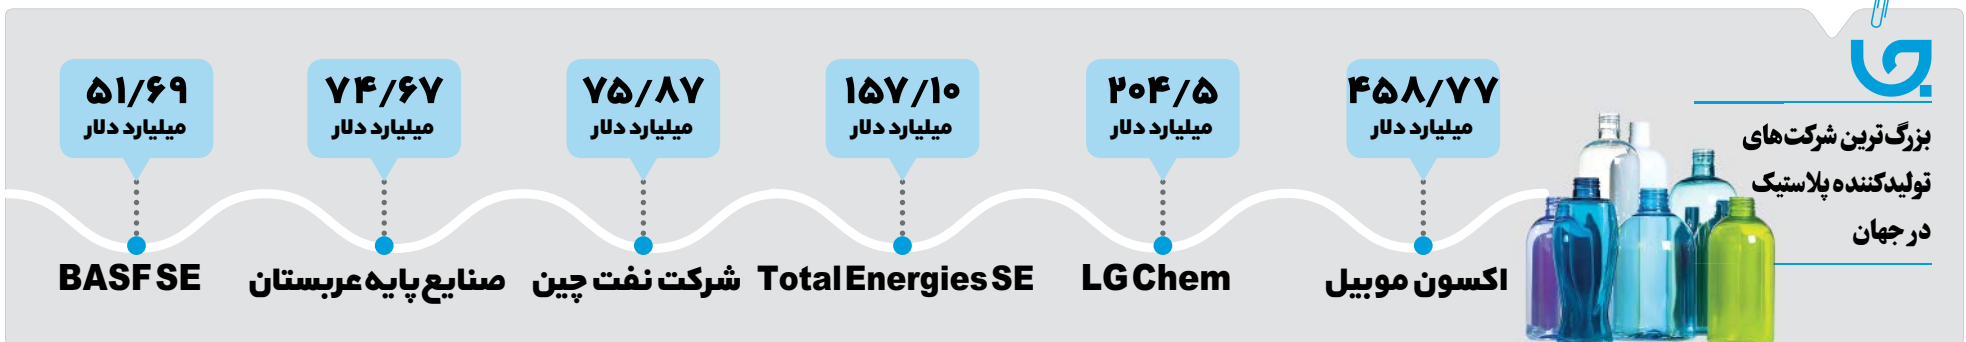 بزرگ‌ترین شرکت‌های
تولیدکننده پلاستیک
در جهان
۴۵۸/۷۷
میلیارد دلار
اکسون موبیل
۲۰۴/۵
میلیارد دلار
LG Chem
۱۵۷/۱۰
میلیارد دلار
Total Energies SE
۷۵/۸۷
میلیارد دلار
شرکت نفت چین
۷۴/۶۷
میلیارد دلار
صنایع پایه عربستان
۵۱/۶۹
میلیارد دلار
BASF SE